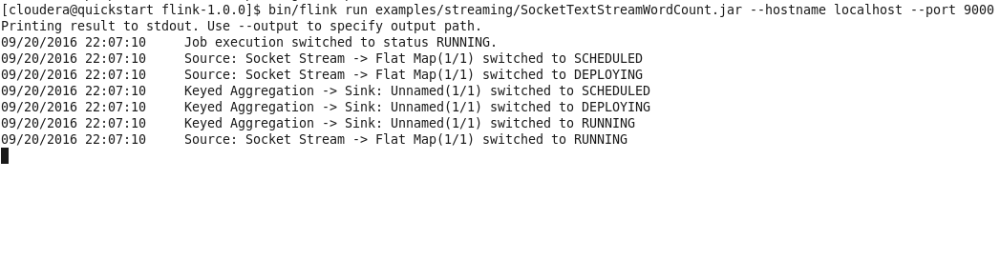 [cloudera@quickstart flink-1.0.0]$ bin/flink run examples/streaming/SocketTextStreamWordCount.jar --hostname localhost --port 9000
Printing result to stdout. Use --output to specify output path.
09/20/2016 22:07:10     Job execution switched to status RUNNING.
09/20/2016 22:07:10     Source: Socket Stream -> Flat Map(1/1) switched to SCHEDULED
09/20/2016 22:07:10     Source: Socket Stream -> Flat Map(1/1) switched to DEPLOYING
09/20/2016 22:07:10     Keyed Aggregation -> Sink: Unnamed(1/1) switched to SCHEDULED
09/20/2016 22:07:10     Keyed Aggregation -> Sink: Unnamed(1/1) switched to DEPLOYING
09/20/2016 22:07:10     Keyed Aggregation -> Sink: Unnamed(1/1) switched to RUNNING
09/20/2016 22:07:10     Source: Socket Stream -> Flat Map(1/1) switched to RUNNING